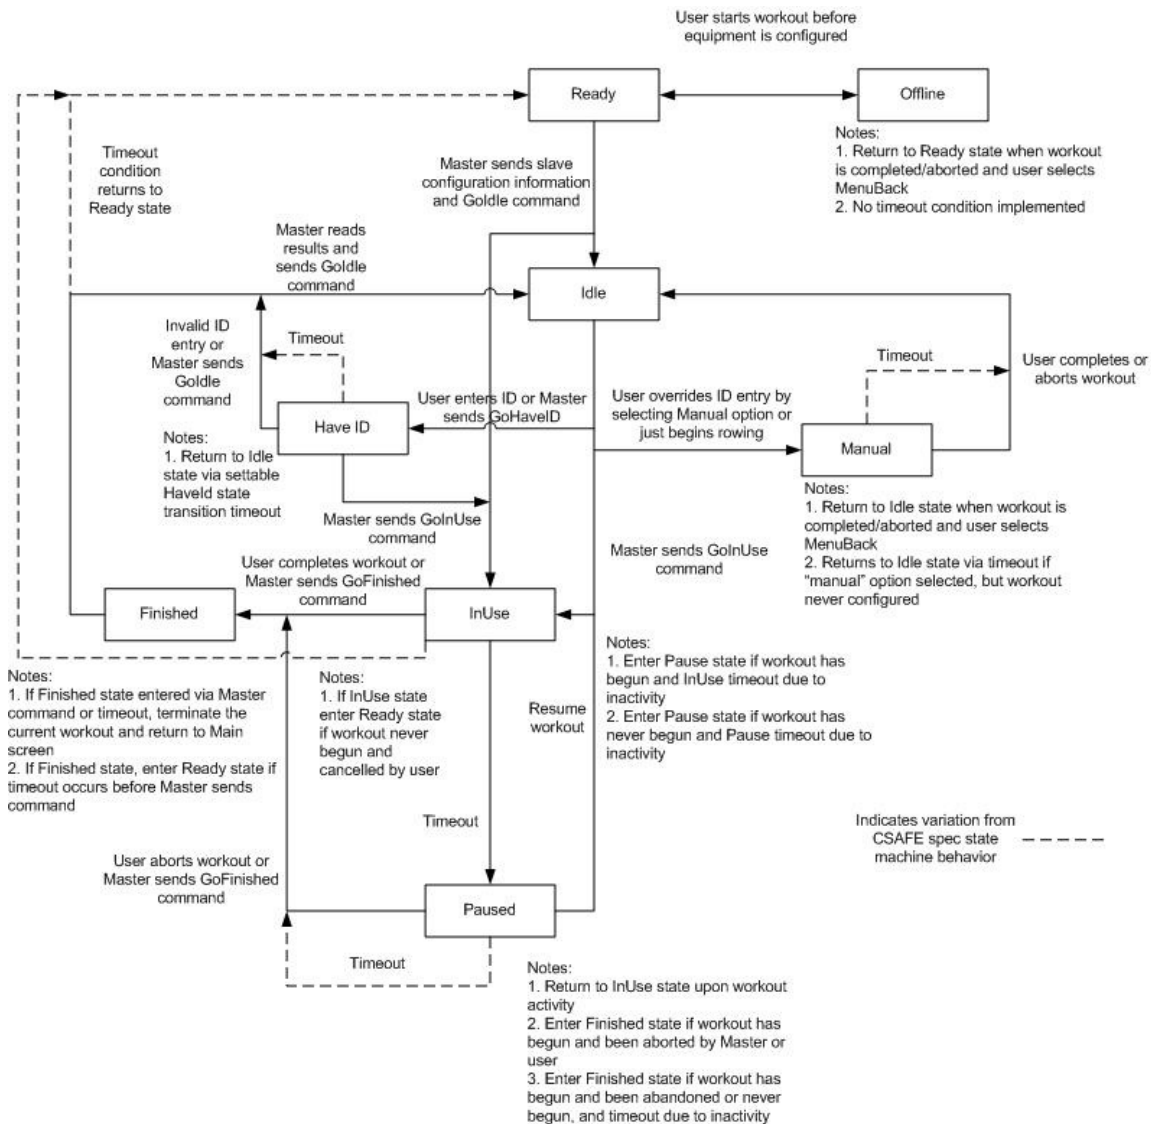 User starts workout before
equipment is configured
Ready
Offline
Timeout
condition
returns to
Ready state
Master sends slave
configuration information
and GoIdle command
Notes:
1. Return to Ready state when workout
is completed/aborted and user selects
MenuBack
2. No timeout condition implemented
Master reads
results and
sends GoIdle
command
Idle
Invalid ID
entry or
Master sends
GoIdle
command
Timeout
Timeout
User completes or
aborts workout
User enters ID or Master
sends GoHaveID
User overrides ID entry by
selecting Manual option or
just begins rowing
Have ID
Manual
Notes:
1. Return to Idle
state via settable
HaveId state
transition timeout
Master sends GoInUse
command
Notes:
1. Return to Idle state when workout is
completed/aborted and user selects
MenuBack
2. Returns to Idle state via timeout if
“manual” option selected, but workout
never configured
Master sends GoInUse
command
User completes workout or
Master sends GoFinished
command
Finished
InUse
Notes:
1. If Finished state entered via Master
command or timeout, terminate the
current workout and return to Main
screen
2. If Finished state, enter Ready state if
timeout occurs before Master sends
command
Notes:
1. If InUse state
enter Ready state
if workout never
begun and
cancelled by user
Resume
workout
Notes:
1. Enter Pause state if workout has
begun and InUse timeout due to
inactivity
2. Enter Pause state if workout has
never begun and Pause timeout due to
inactivity
Timeout
Indicates variation from
CSAFE spec state
machine behavior
User aborts workout or
Master sends GoFinished
command
Paused
Timeout
Notes:
1. Return to InUse state upon workout
activity
2. Enter Finished state if workout has
begun and been aborted by Master or
user
3. Enter Finished state if workout has
begun and been abandoned or never
begun, and timeout due to inactivity